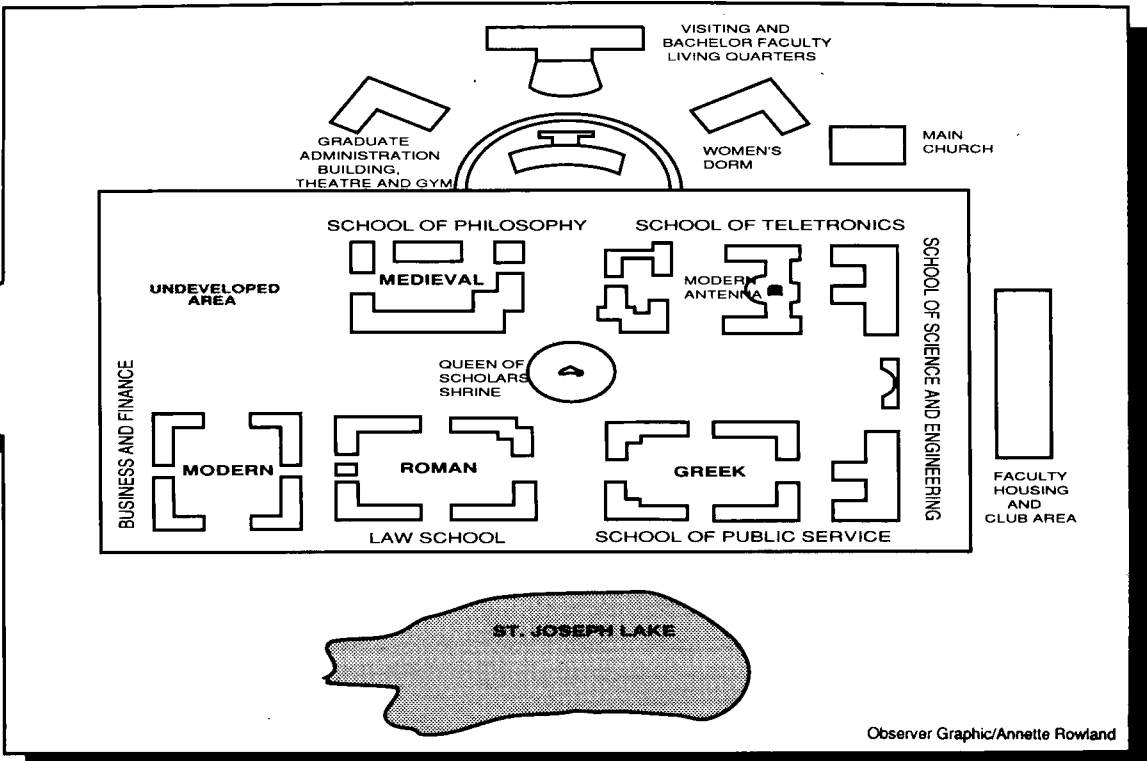 VISITING AND
BACHELOR FACULTY
LIVING QUARTERS
GRADUATE
ADMINISTRATION
BUILDING,
THEATRE AND GYM
WOMEN'S
DORM
MAIN
CHURCH
SCHOOL OF PHILOSOPHY
SCHOOL OF TELETRONICS
UNDEVELOPED
AREA
MEDIEVAL
MODERN
ANTENNA
SCHOOL OF SCIENCE AND ENGINEERING
QUEEN OF
SCHOLARS
SHRINE
BUSINESS AND FINANCE
MODERN
ROMAN
GREEK
LAW SCHOOL
SCHOOL OF PUBLIC SERVICE
FACULTY
HOUSING
AND
CLUB AREA
ST. JOSEPH LAKE
Observer Graphic/Annette Rowland